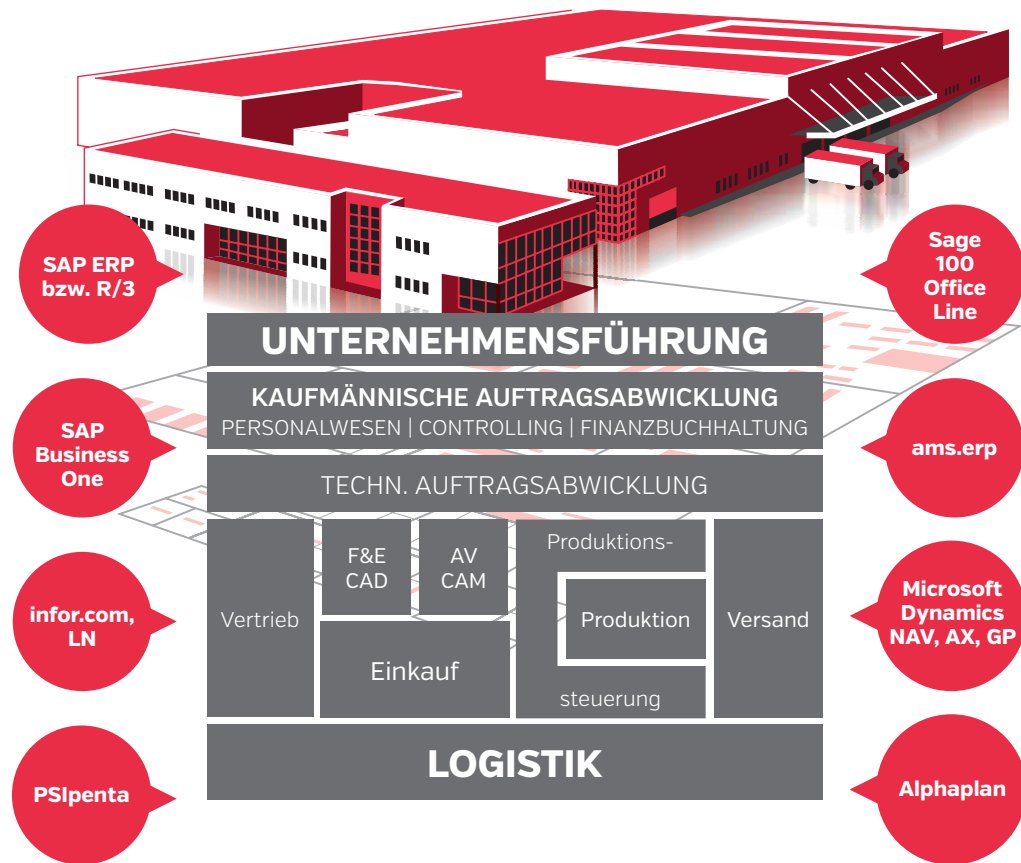 SAP ERP
bzw. R/3
Sage
100
Office
Line
UNTERNEHMENSFÜHRUNG
KAUFMÄNNISCHE AUFTRAGSABWICKLUNG
PERSONALWESEN | CONTROLLING | FINANZBUCHHALTUNG
SAP
Business
One
ams.erp
TECHN. AUFTRAGSABWICKLUNG
Vertrieb
F&E
CAD
AV
CAM
Einkauf
Produktions-
Produktion
steuerung
Versand
infor.com,
LN
Microsoft
Dynamics
NAV, AX, GP
LOGISTIK
PSIpenta
Alphaplan